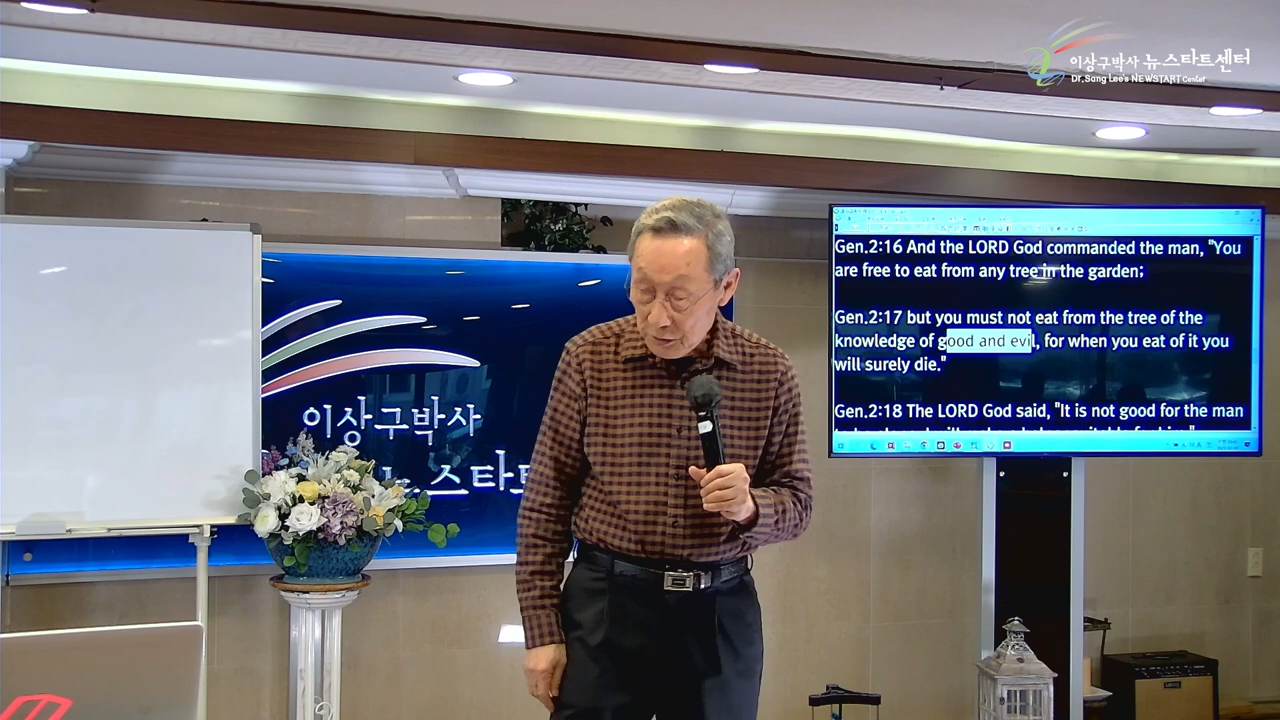 이상구박사 뉴스타트센터
Dr. Sang Lee's NEWSTART Center
이상구박사
스타트
Gen.2:16 And the LORD God commanded the man, "You
are free to eat from any tree in the garden;
Gen.2:17 but you must not eat from the tree of the
knowledge of good and evil, for when you eat of it you
will surely die."
Gen.2:18 The LORD God said, "It is not good for the man